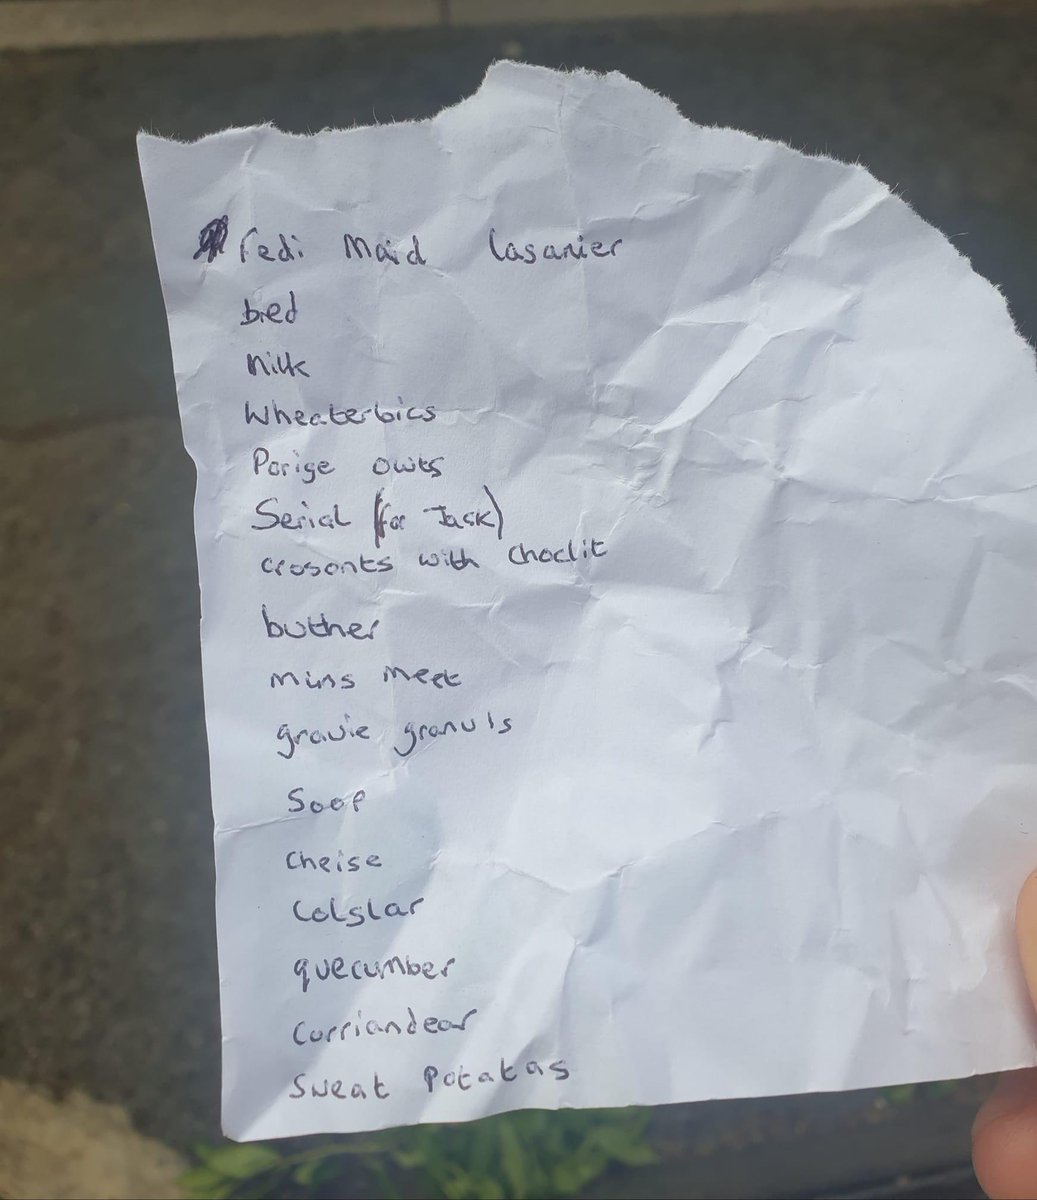 redi Maid lasanier
bred
milk
Wheaterbics
Porige owts
Serial (for Jack)
crosonts with choclit
buther
mins meet
gravie granuls
Soop
cheise
Colslar
quecumber
Corriandear
Sweat Potatas